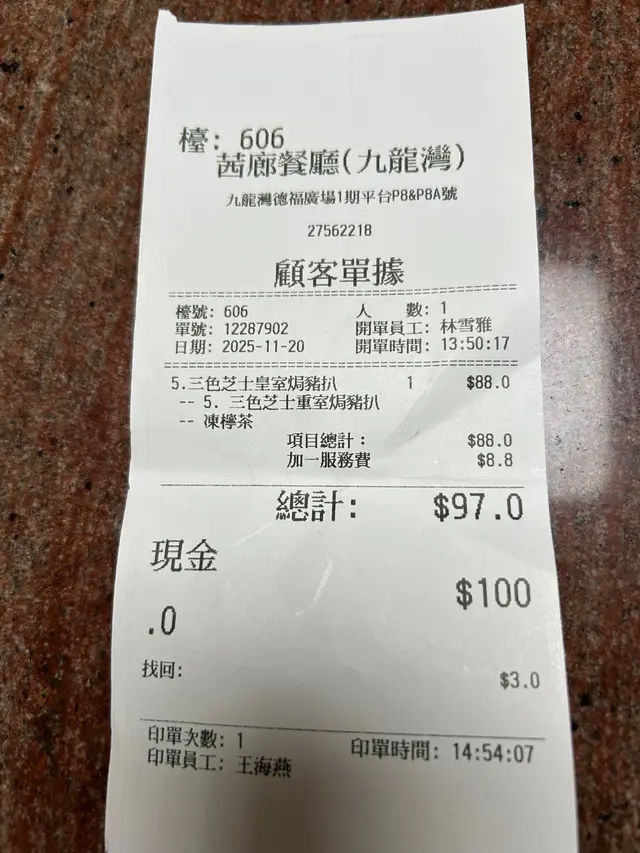 檯: 606
茜廊餐廳(九龍灣)
九龍灣德福廣場1期平台P8&P8A號
27562218
顧客單據
檯號: 606 人 數: 1
單號: 12287902 開單員工: 林雪雅
日期: 2025-11-20 開單時間: 13:50:17
5.三色芝士皇室焗豬扒 1 $88.0
-- 5. 三色芝士重室焗豬扒
-- 凍檸茶
項目總計: $88.0
加一服務費 $8.8
總計: $97.0
現金
$100
.0
找回: $3.0
印單次數: 1 印單時間: 14:54:07
印單員工: 王海燕